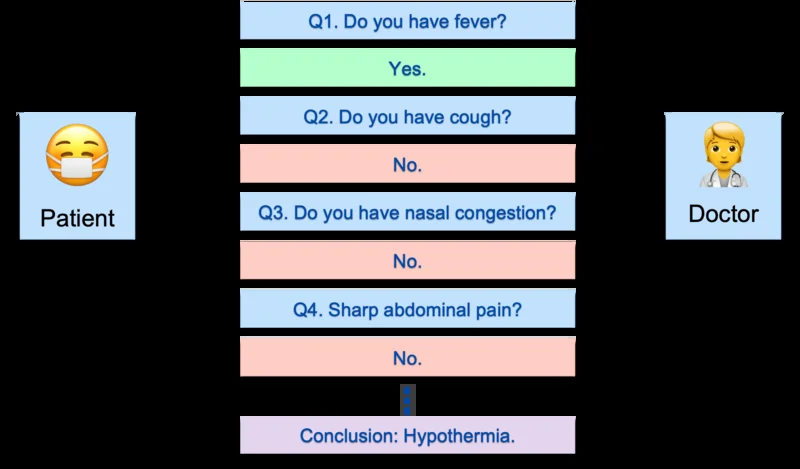 Q1. Do you have fever?
Yes.
Q2. Do you have cough?
No.
Q3. Do you have nasal congestion?
No.
Q4. Sharp abdominal pain?
No.
Conclusion: Hypothermia.
Patient
Doctor